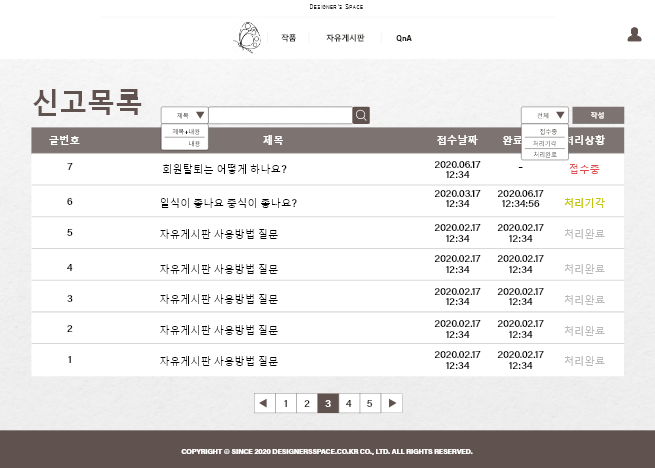 Designer's Space
작품 자유게시판 QnA
신고목록
제목 전체 작성
제목+내용
내용
접수중
처리기각
처리완료
글번호 제목 접수날짜 완료 처리상황
7 회원탈퇴는 어떻게 하나요? 2020.06.17 12:34 - 접수중
6 일식이 좋나요 중식이 좋나요? 2020.03.17 12:34 2020.06.17 12:34:56 처리기각
5 자유게시판 사용방법 질문 2020.02.17 12:34 2020.02.17 12:34 처리완료
4 자유게시판 사용방법 질문 2020.02.17 12:34 2020.02.17 12:34 처리완료
3 자유게시판 사용방법 질문 2020.02.17 12:34 2020.02.17 12:34 처리완료
2 자유게시판 사용방법 질문 2020.02.17 12:34 2020.02.17 12:34 처리완료
1 자유게시판 사용방법 질문 2020.02.17 12:34 2020.02.17 12:34 처리완료
1 2 3 4 5
COPYRIGHT © SINCE 2020 DESIGNERSSPACE.CO.KR CO., LTD. ALL RIGHTS RESERVED.